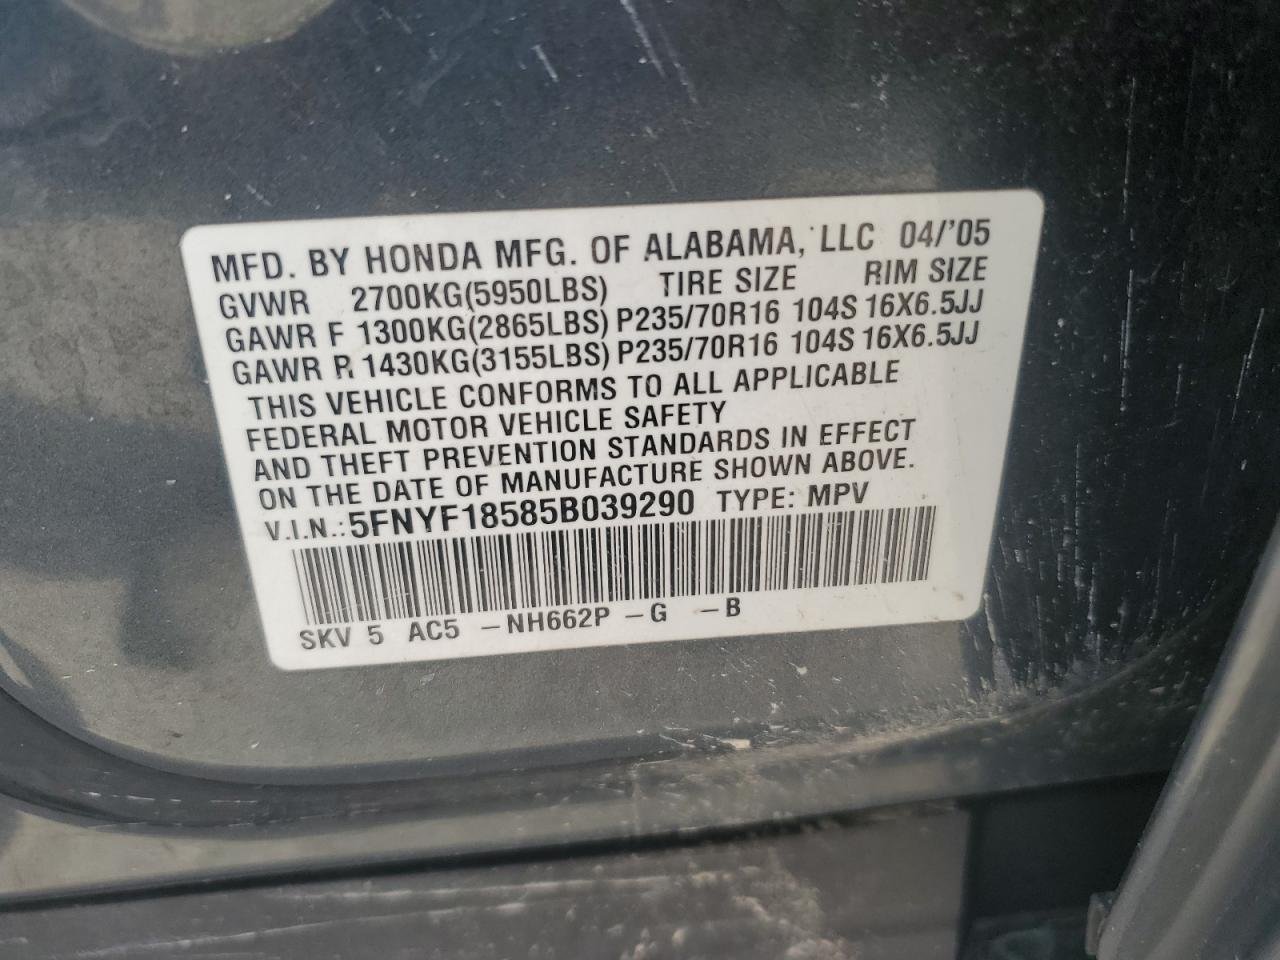 MFD. BY HONDA MFG. OF ALABAMA, LLC 04/'05
GVWR 2700KG(5950LBS) TIRE SIZE RIM SIZE
GAWR F 1300KG(2865LBS) P235/70R16 104S 16X6.5JJ
GAWR R 1430KG(3155LBS) P235/70R16 104S 16X6.5JJ
THIS VEHICLE CONFORMS TO ALL APPLICABLE
FEDERAL MOTOR VEHICLE SAFETY
AND THEFT PREVENTION STANDARDS IN EFFECT
ON THE DATE OF MANUFACTURE SHOWN ABOVE.
V.I.N.: 5FNYF18585B039290 TYPE: MPV
SKV 5 AC5 -NH662P -G -B